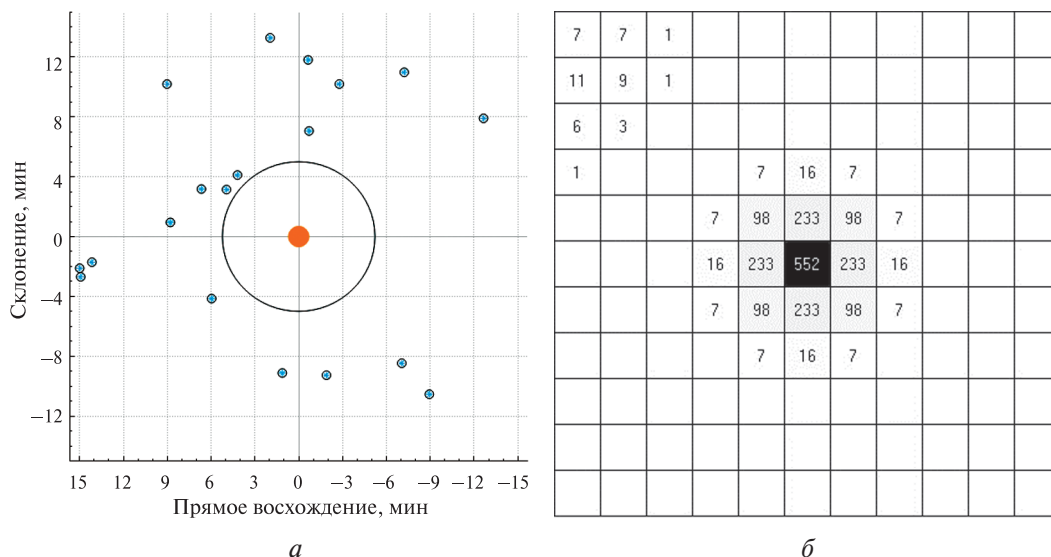 12
8
4
0
−4
−8
−12
Склонение, мин
15 12 9 6 3 0 −3 −6 −9 −12 −15
Прямое восхождение, мин
а
7 7 1
11 9 1
6 3
1 7 16 7
7 98 233 98 7
16 233 552 233 16
7 98 233 98 7
7 16 7
б